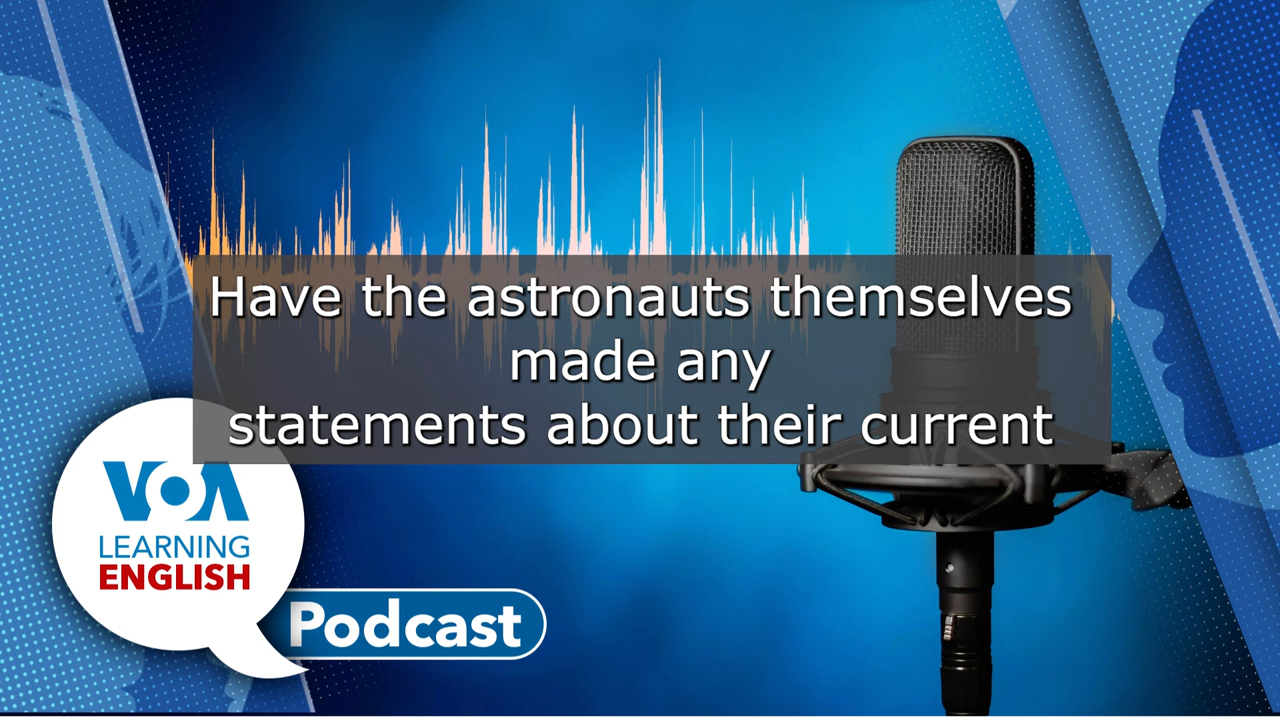 Have the astronauts themselves
made any
statements about their current
VOA
LEARNING
ENGLISH
Podcast